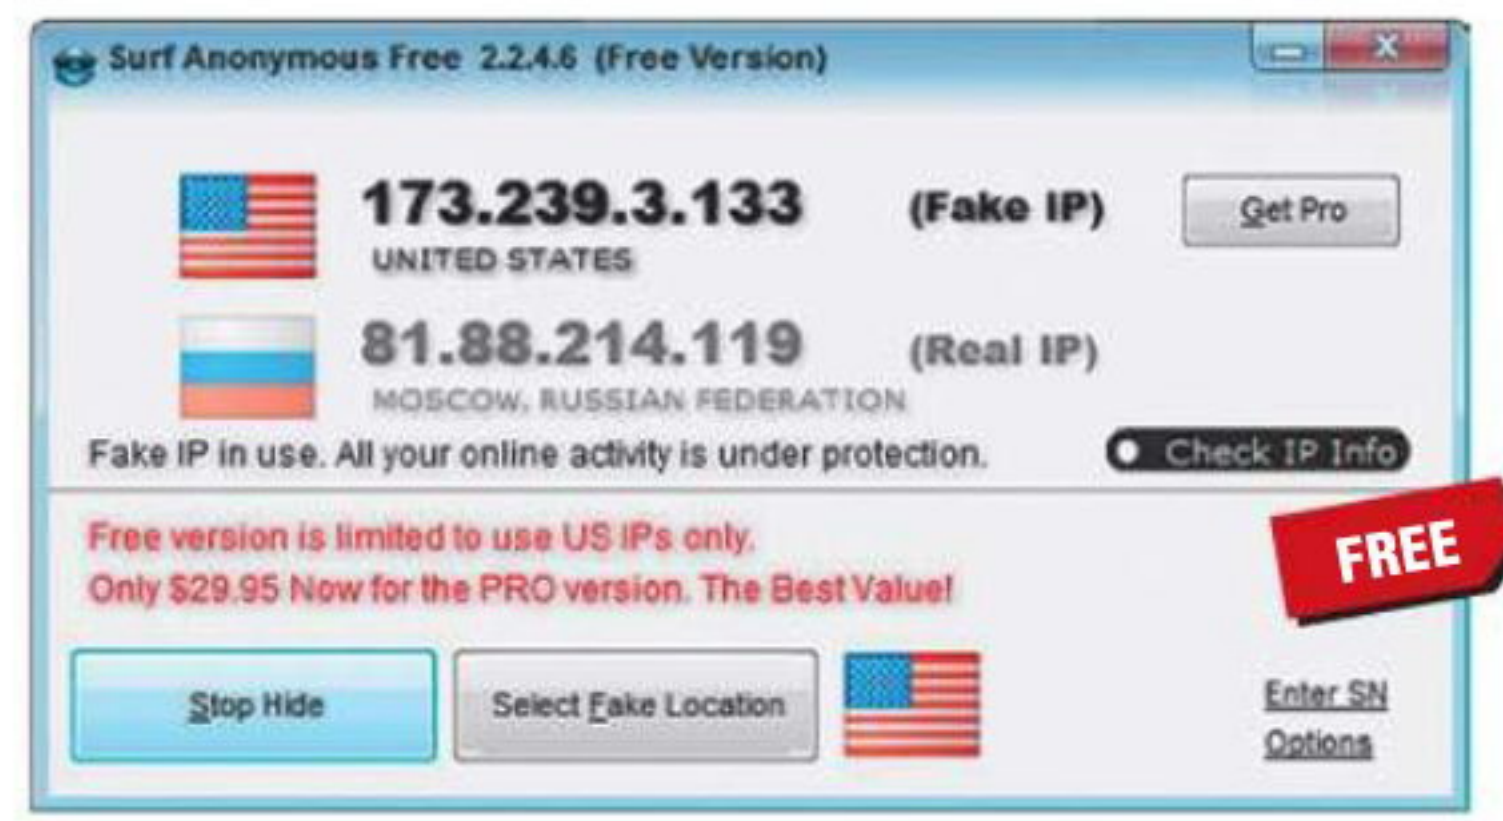 Surf Anonymous Free 2.2.4.6 (Free Version)
173.239.3.133 (Fake IP) Get Pro
UNITED STATES
81.88.214.119 (Real IP)
MOSCOW, RUSSIAN FEDERATION
Fake IP in use. All your online activity is under protection. Check IP Info
Free version is limited to use US IPs only.
FREE
Only $29.95 Now for the PRO version. The Best Value!
Stop Hide Select Fake Location Enter SN
Options